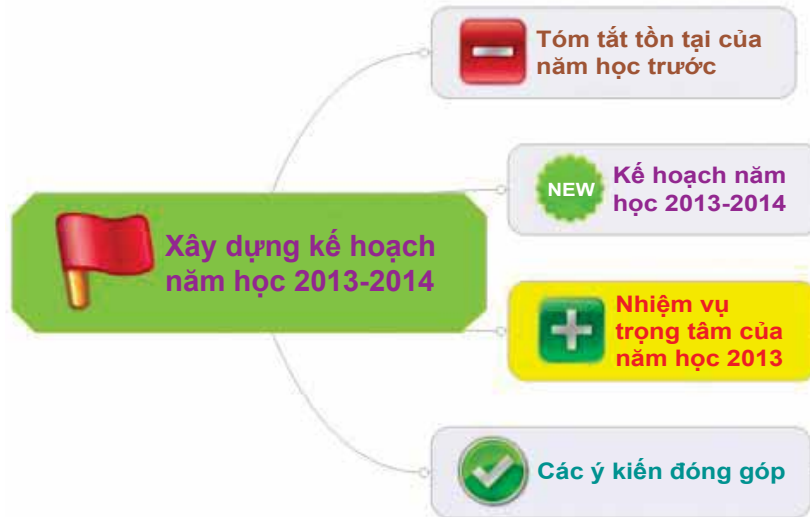 Tóm tắt tồn tại của
năm học trước
NEW
Kế hoạch năm
học 2013-2014
Xây dựng kế hoạch
năm học 2013-2014
Nhiệm vụ
trọng tâm của
năm học 2013
Các ý kiến đóng góp